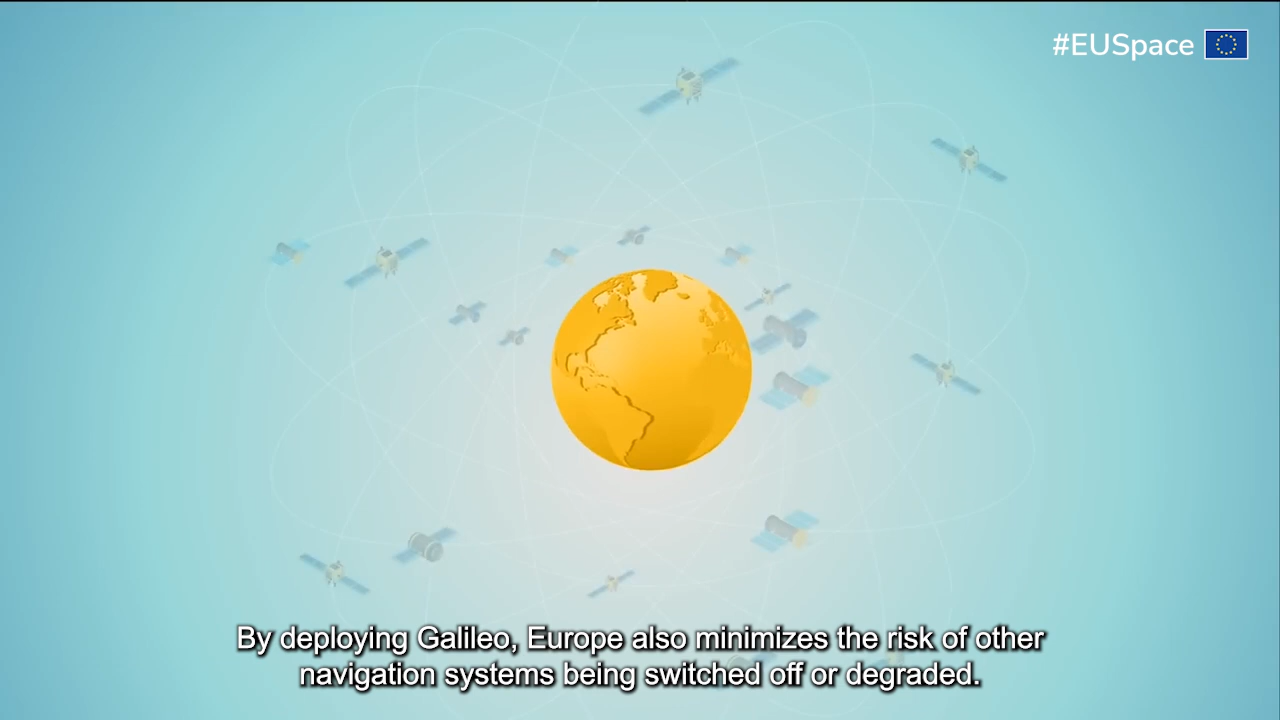 #EUSpace
By deploying Galileo, Europe also minimizes the risk of other
navigation systems being switched off or degraded.